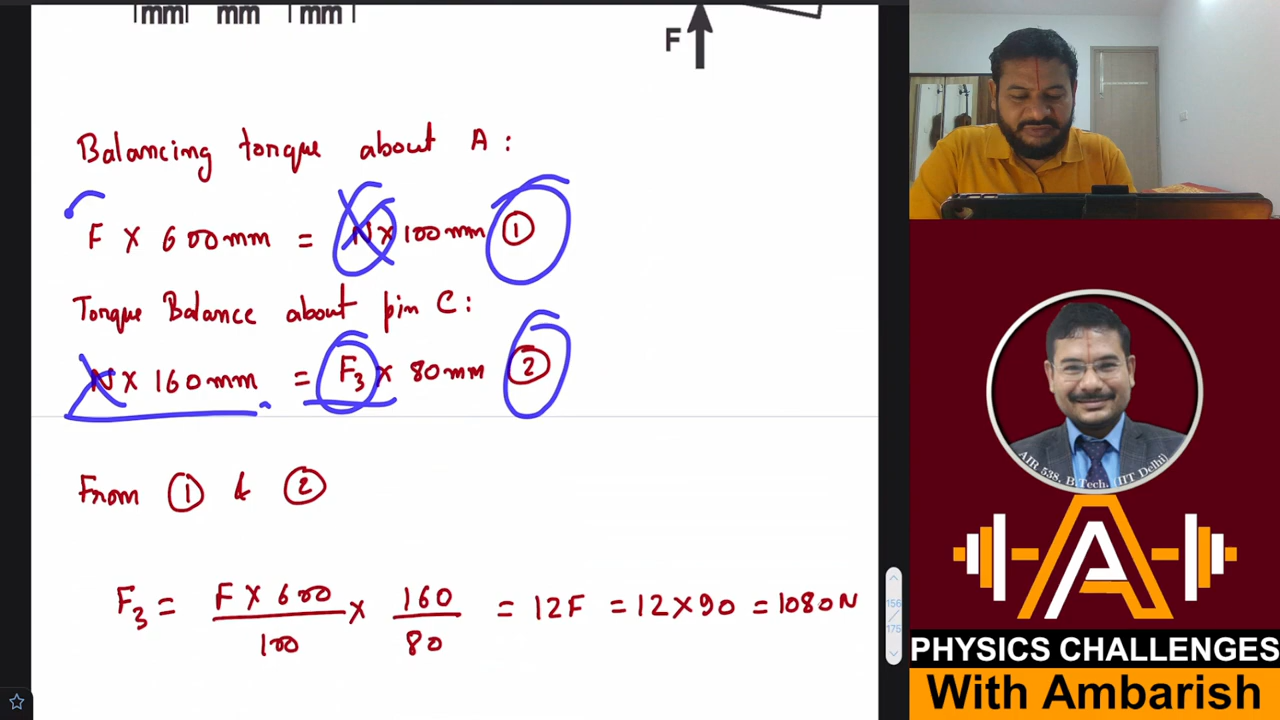 mm mm mm
F
Balancing torque about A:
F X 600mm = N X 100mm ①
Torque Balance about pin C:
N X 160mm = F₃ X 80mm ②
From ① & ②
F₃ = F X 600 / 100 X 160 / 80 = 12F = 12 X 90 = 1080N
156
175
AIR 538, B.Tech. (IIT Delhi)
A
PHYSICS CHALLENGES
With Ambarish